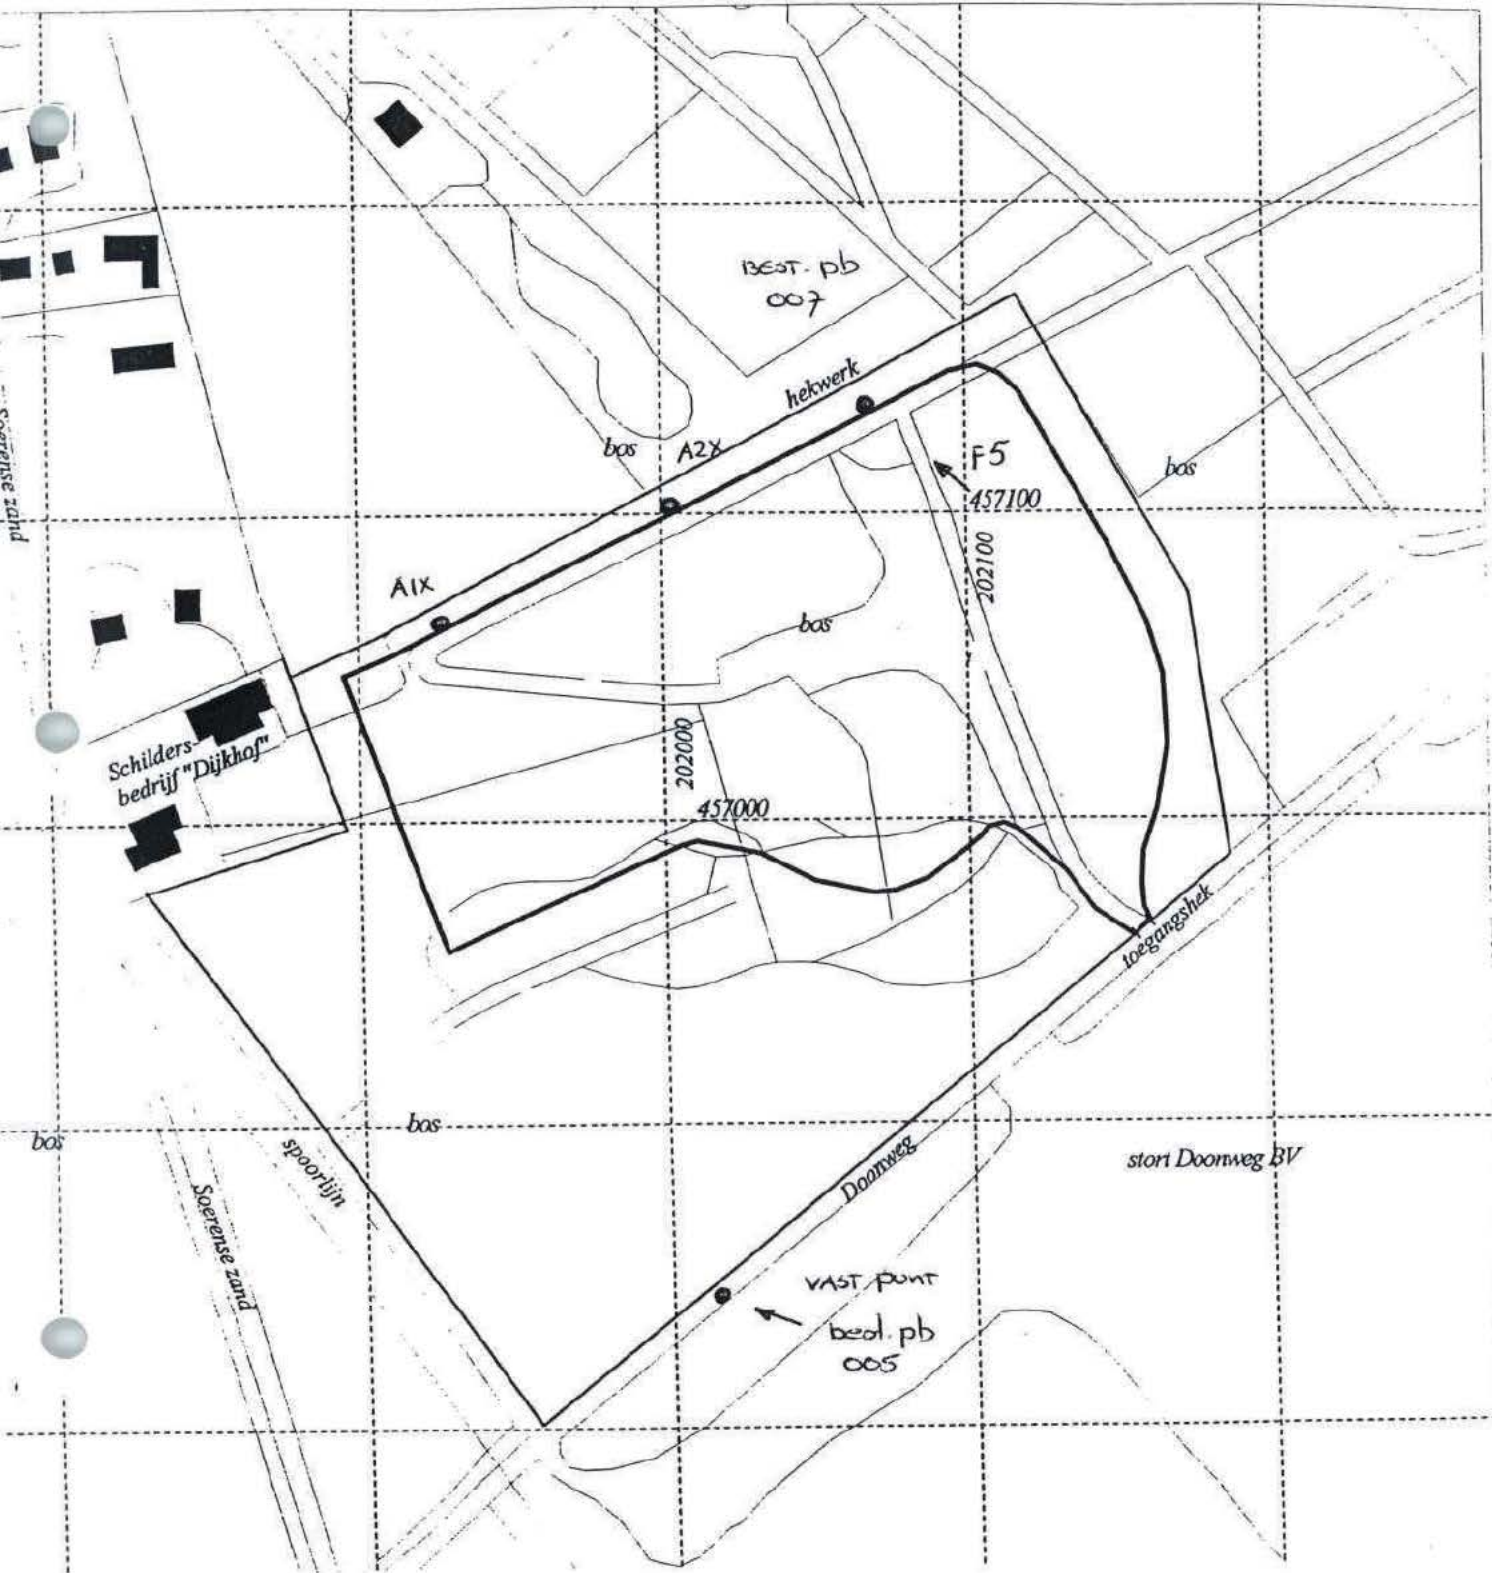 BEST. pb
007
hekwerk
bos
A2X
F5
bos
457100
Soerense zand
202100
A1X
bos
Schilders-
bedrijf "Dijkhof"
202000
457000
toegangshek
bos
bos
spoorlijn
Doonweg
stort Doonweg BV
Soerense zand
VAST PUNT
beol. pb
005